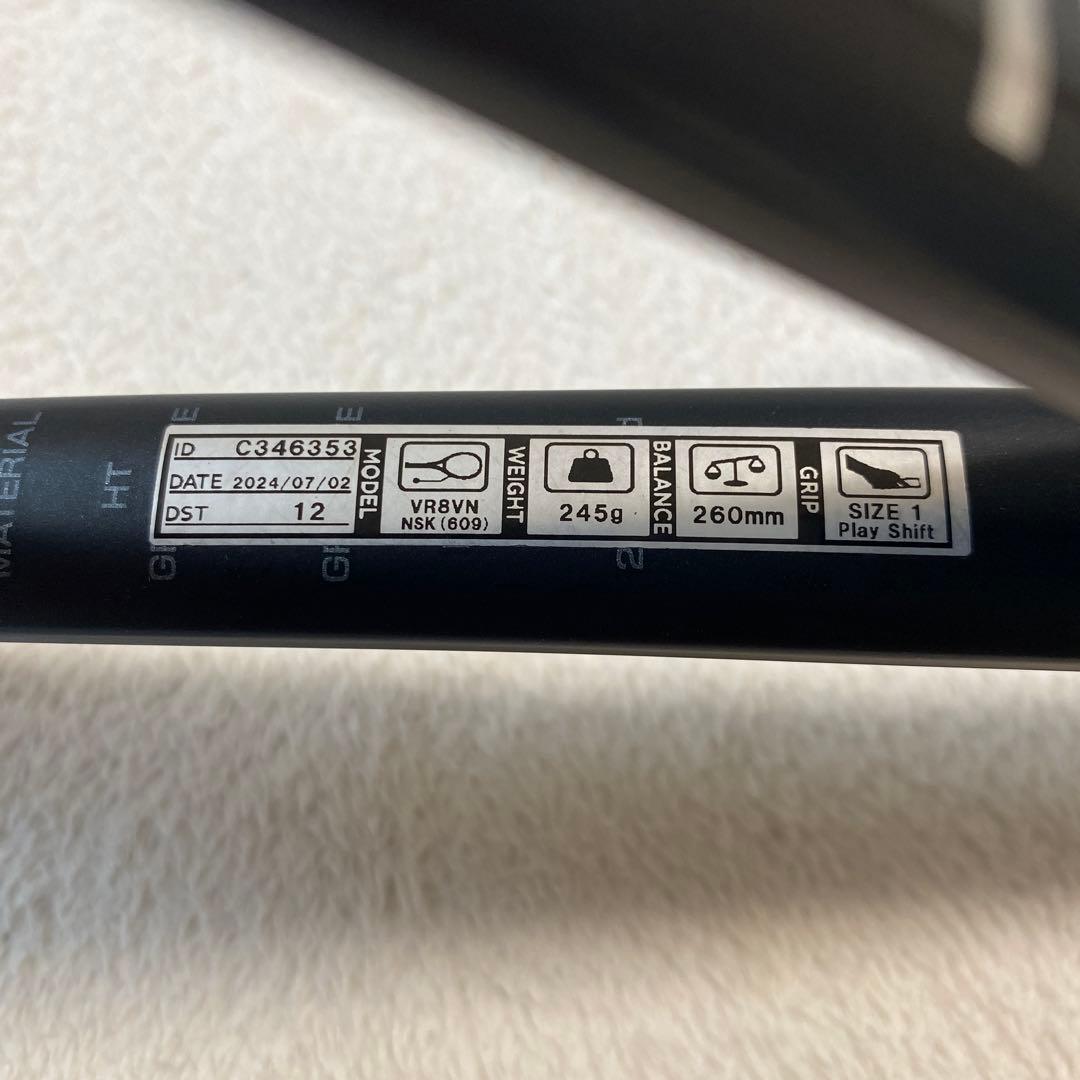 ID C346353
DATE 2024/07/02
DST 12
MODEL
VR8VN
NSK (609)
WEIGHT
245g
BALANCE
260mm
GRIP
SIZE 1
Play Shift
MATERIAL
HT